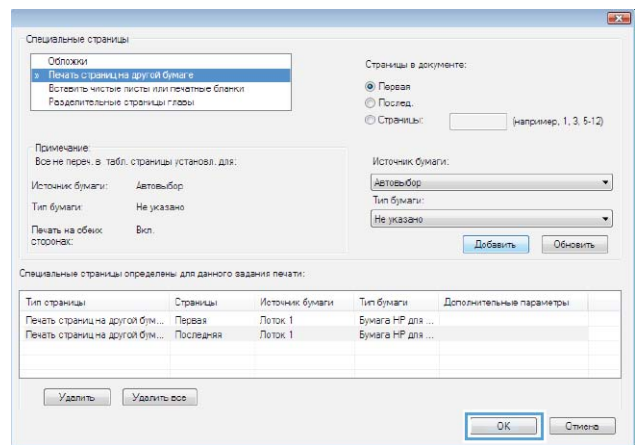 Специальные страницы
Обложки
» Печать страниц на другой бумаге
Вставить чистые листы или печатные бланки
Разделительные страницы главы
Страницы в документе:
Первая
Послед.
Страницы:
(например, 1, 3, 5-12)
Примечание:
Все не переч. в табл. страницы установл. для:
Источник бумаги: Автовыбор
Тип бумаги: Не указано
Печать на обеих сторонах: Вкл.
Источник бумаги:
Автовыбор
Тип бумаги:
Не указано
Добавить Обновить
Специальные страницы определены для данного задания печати:
Тип страницы Страницы Источник бумаги Тип бумаги Дополнительные параметры
Печать страниц на другой бум... Первая Лоток 1 Бумага HP для ...
Печать страниц на другой бум... Последняя Лоток 1 Бумага HP для ...
Удалить Удалить все
OK Отмена